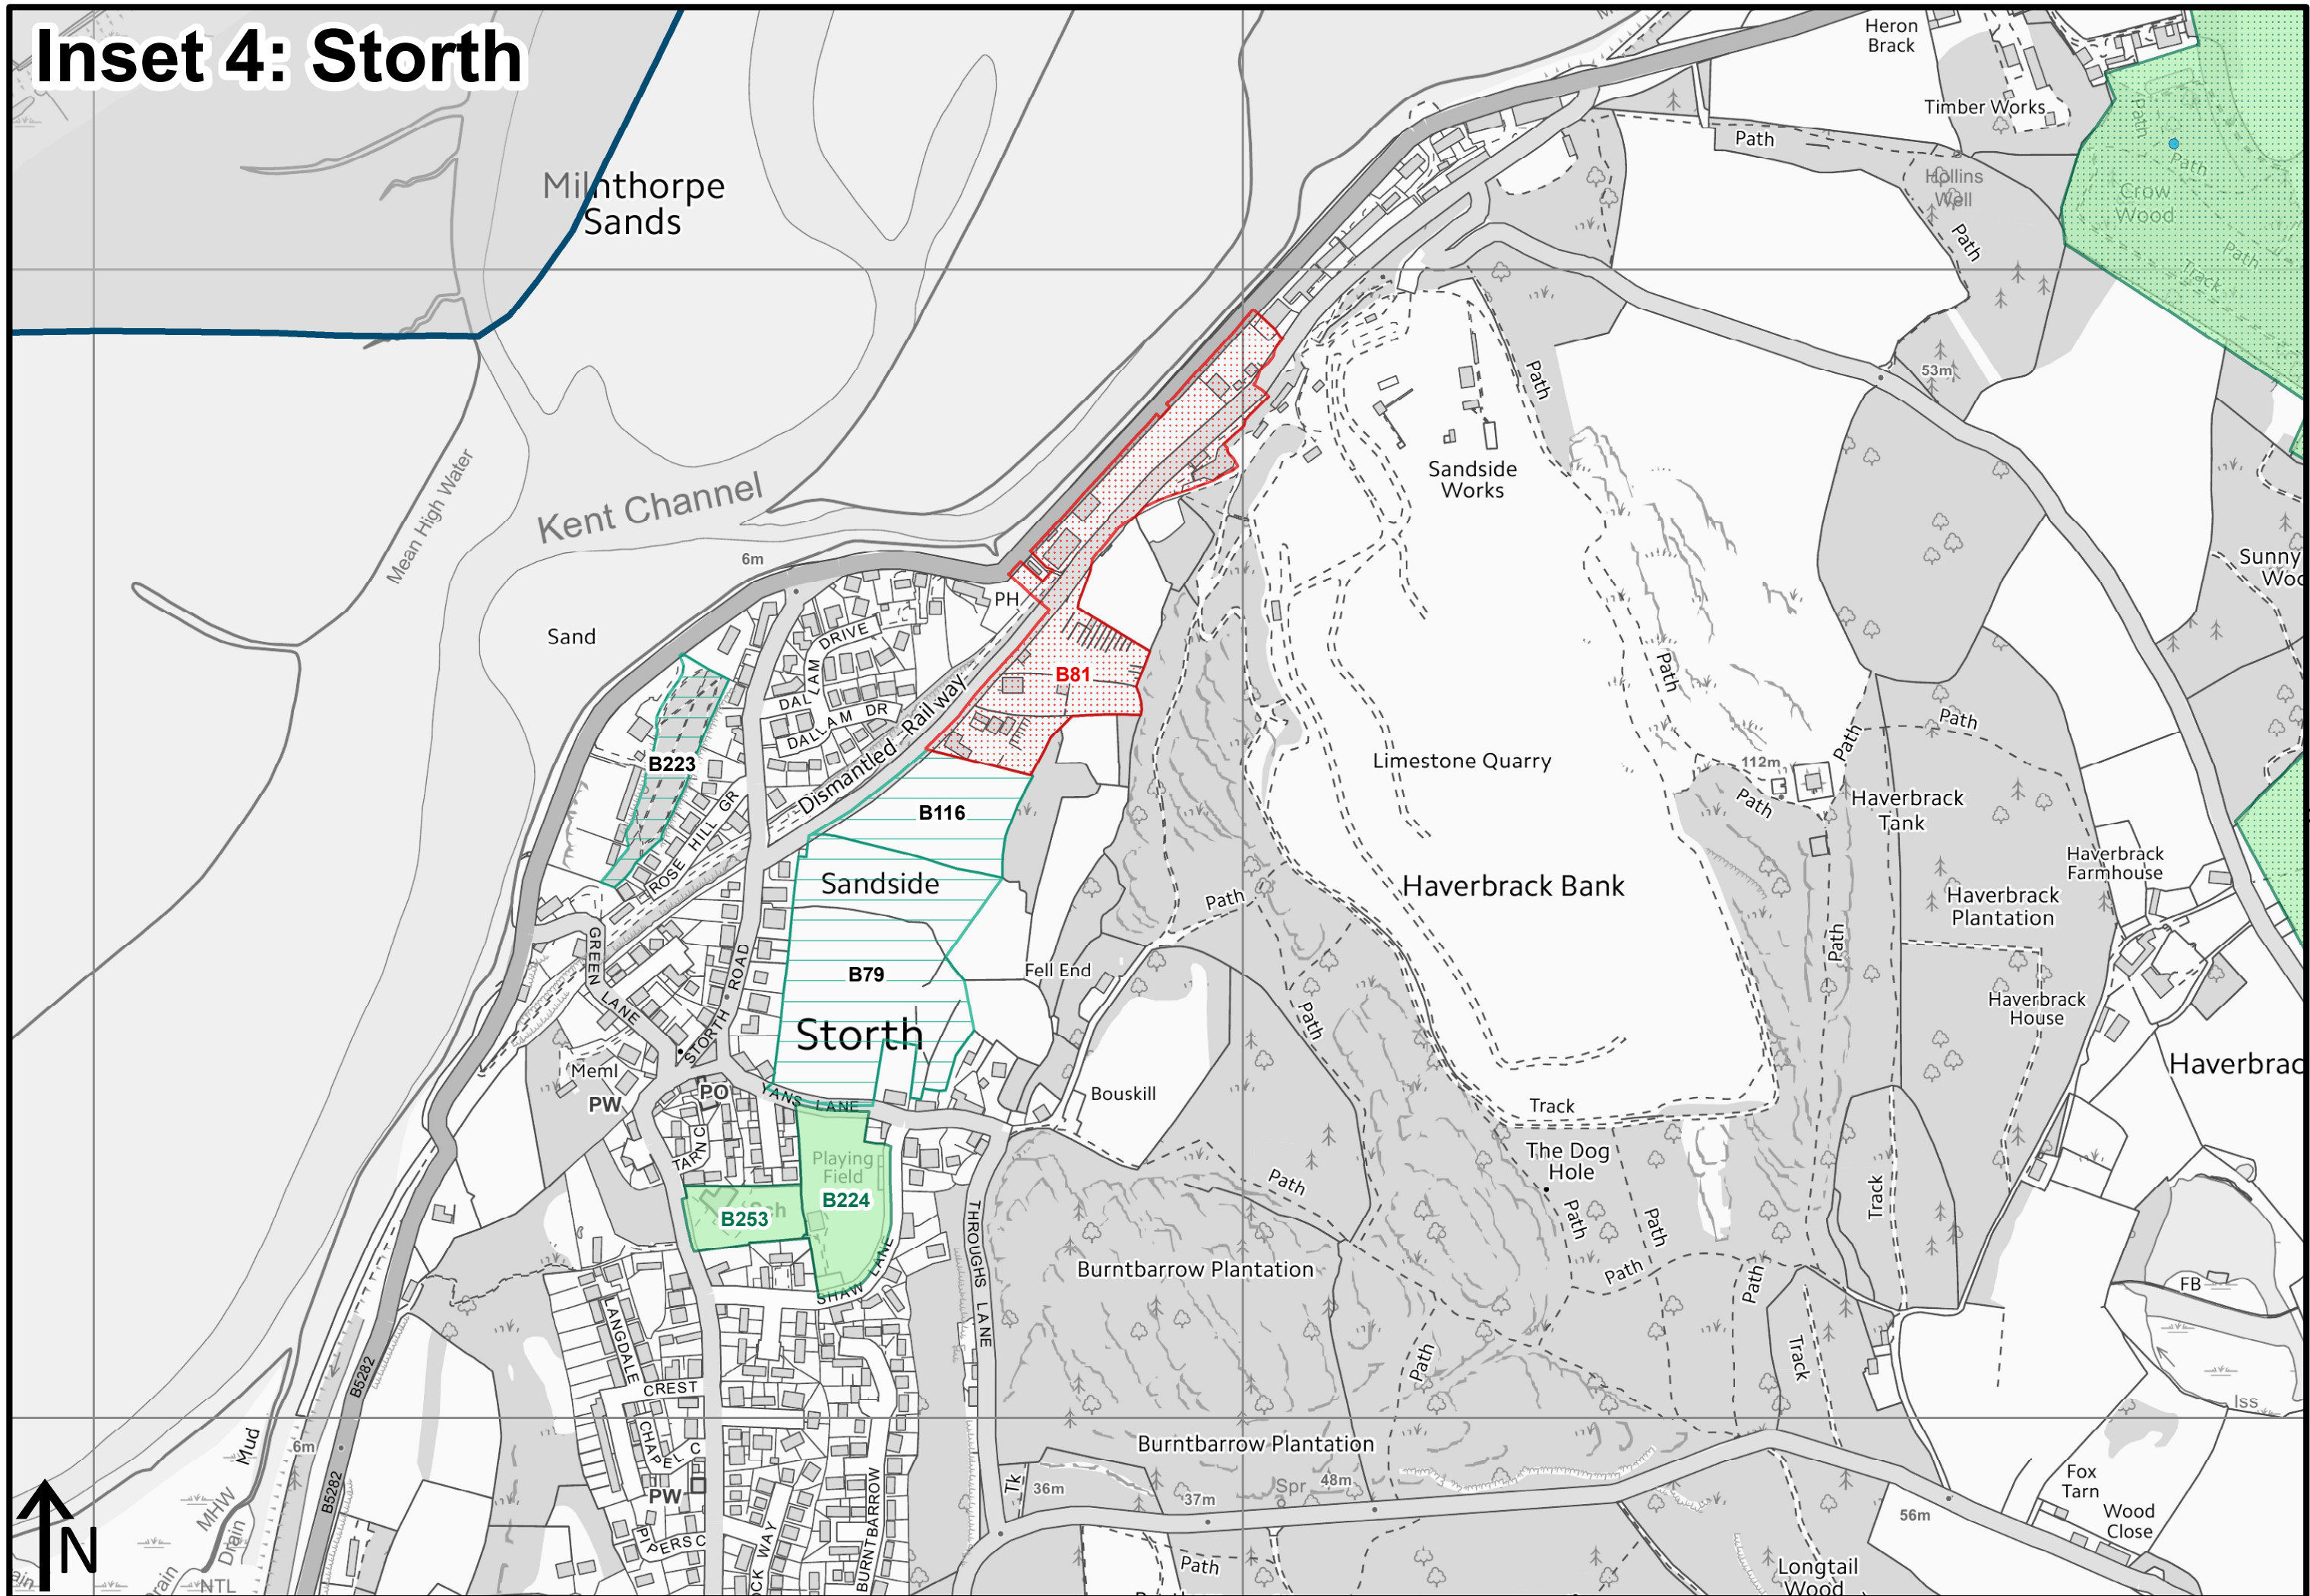 Inset 4: Storth
Heron
Brack
Timber Works
Path
Path
Path
Crow
Wood
Path
Track
Hollins
Well
Path
Path
Milnthorpe
Sands
53m
Path
Sandside
Works
Mean High Water
Kent Channel
6m
Sand
PH
DALLAM DRIVE
DALLAM DR
B81
Dismantled Railway
B223
B116
ROSE HILL GR
Path
Limestone Quarry
112m
Path
Path
Haverbrack
Tank
Path
Sunny
Haverbrack
Farmhouse
Haverbrack
Plantation
Haverbrack Bank
Sandside
Path
Path
B79
Fell End
Haverbrack
House
GREEN LANE
STORTH ROAD
Storth
Path
Meml
PW
PO
YANS LANE
Bouskill
Track
The Dog
Hole
Haverbrac
TARN C
Playing
Field
B224
B253
Sch
SHAW LANE
THROUGHS LANE
Path
Path
Path
Path
Path
Track
Burntbarrow Plantation
FB
LANGDALE
CREST
CHAPEL C
Path
Track
Iss
B5282
Mud
6m
Burntbarrow Plantation
B5282
MHW
Drain
Drain
NTL
PW
PIPERS C
OCK WAY
BURNTBARROW
Tk
36m
37m
Spr
48m
56m
Fox
Tarn
Wood
Close
Path
Longtail
Wood
N